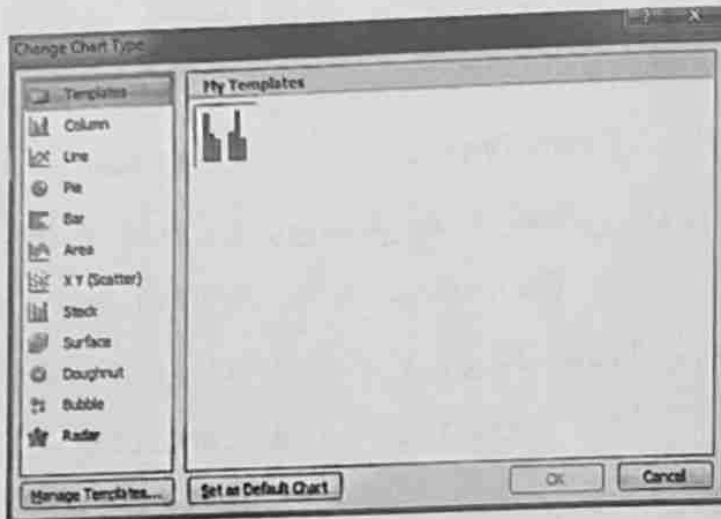 Change Chart Type
? X
Templates
Column
Line
Pie
Bar
Area
X Y (Scatter)
Stock
Surface
Doughnut
Bubble
Radar
My Templates
Manage Templates...
Set as Default Chart
OK
Cancel